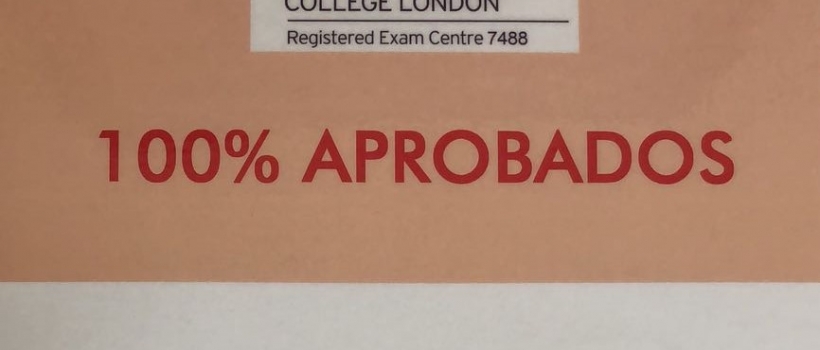 COLLEGE LONDON
Registered Exam Centre 7488
100% APROBADOS